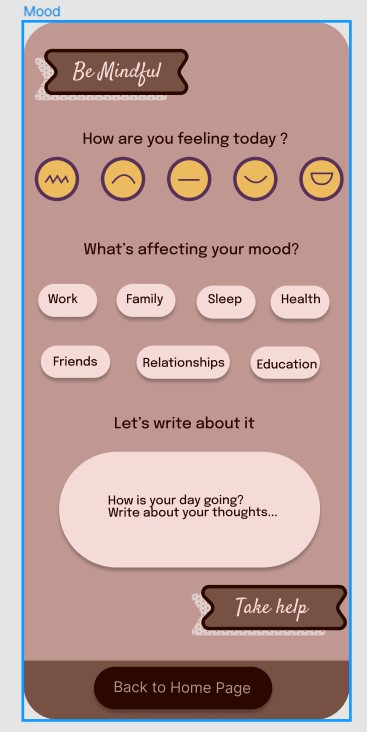 Mood
Be Mindful
How are you feeling today ?
What's affecting your mood?
Work Family Sleep Health
Friends Relationships Education
Let's write about it
How is your day going?
Write about your thoughts...
Take help
Back to Home Page